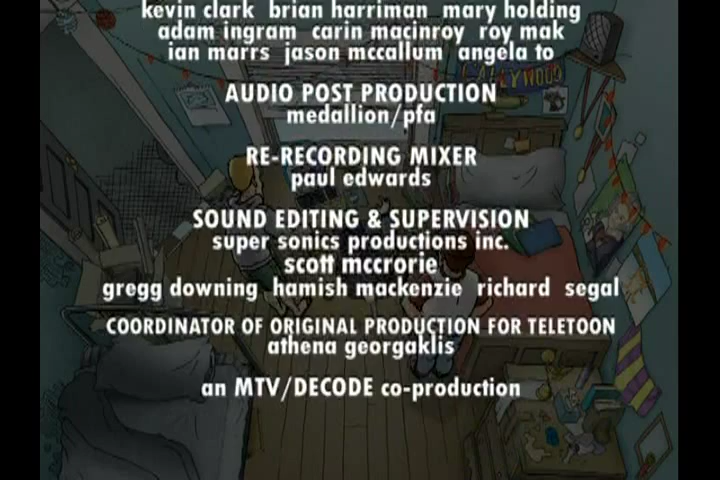 kevin clark brian harriman mary holding
adam ingram carin macinroy roy mak
ian marrs jason mccallum angela to
CALLYWOOD
AUDIO POST PRODUCTION
medallion/pfa
RE-RECORDING MIXER
paul edwards
SOUND EDITING & SUPERVISION
super sonics productions inc.
scott mccrorie
gregg downing hamish mackenzie richard segal
COORDINATOR OF ORIGINAL PRODUCTION FOR TELETOON
athena georgaklis
an MTV/DECODE co-production